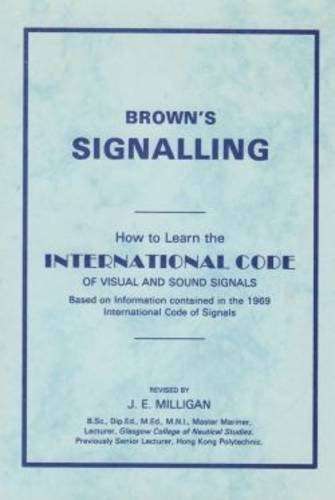 BROWN'S
SIGNALLING
How to Learn the
INTERNATIONAL CODE
OF VISUAL AND SOUND SIGNALS
Based on Information contained in the 1969
International Code of Signals
REVISED BY
J. E. MILLIGAN
B.Sc., Dip.Ed., M.Ed., M.N.I., Master Mariner,
Lecturer, Glasgow College of Nautical Studies.
Previously Senior Lecturer, Hong Kong Polytechnic.